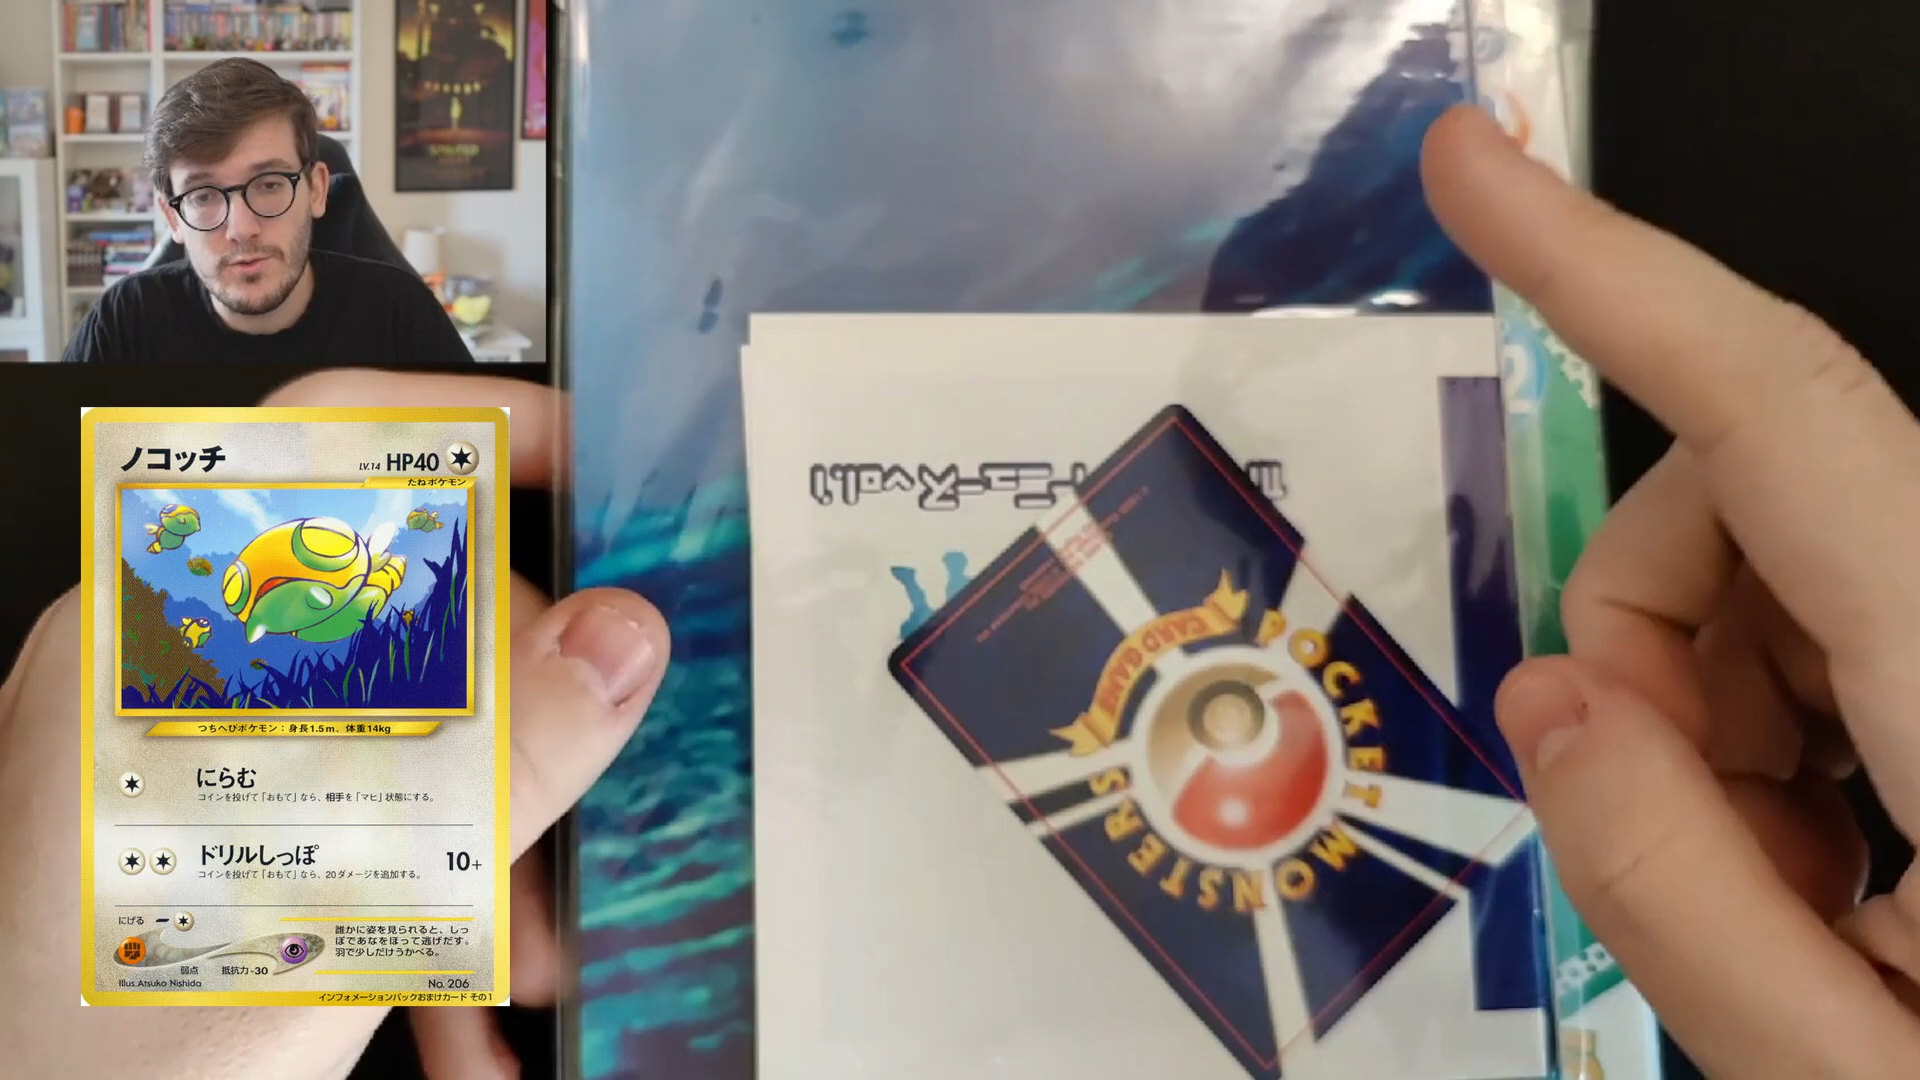 ノコッチ
LV.14 HP40
たねポケモン
つちへびポケモン:身長1.5m、体重14kg
にらむ
コインを投げて「おもて」なら、相手を「マヒ」状態にする。
ドリルしっぽ
10+
コインを投げて「おもて」なら、20ダメージを追加する。
にげる
弱点
抵抗力-30
誰かに姿を見られると、しっ
ぽであなをほって逃げだす。
羽で少しだけうかべる。
Illus.Atsuko Nishida
No. 206
インフォメーションパックおまけカード その1
POCKET MONSTERS
CARD GAME
2